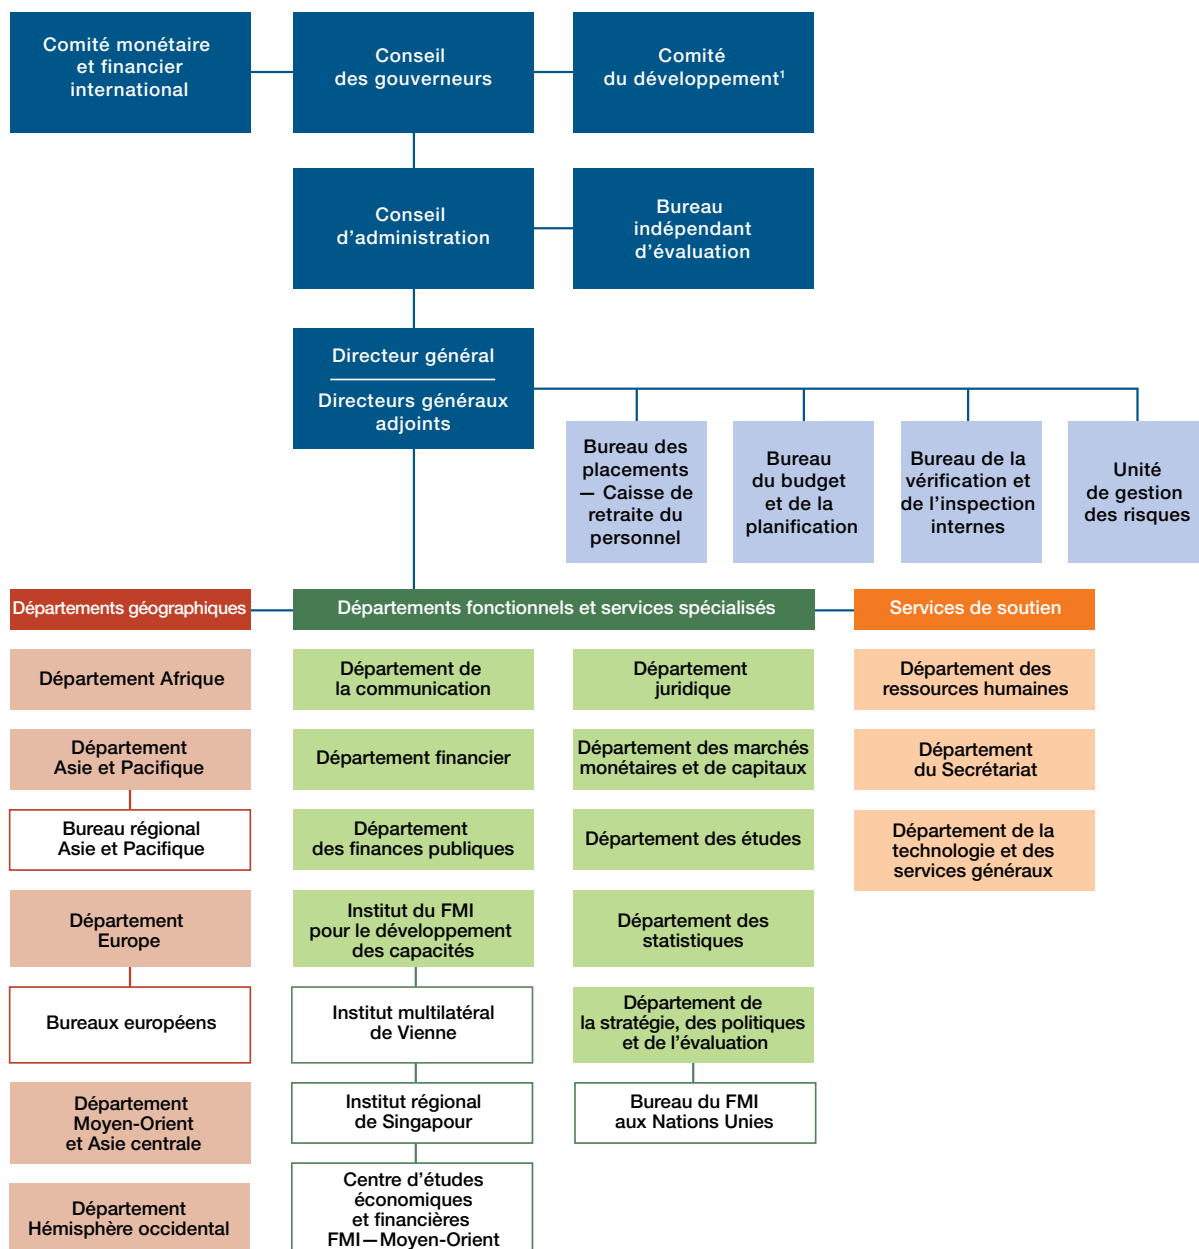 Comité monétaire
et financier
international
Conseil
des gouverneurs
Comité
du développement¹
Conseil
d'administration
Bureau
indépendant
d'évaluation
Directeur général
Directeurs généraux
adjoints
Bureau des
placements
— Caisse de
retraite du
personnel
Bureau
du budget
et de la
planification
Bureau de la
vérification et
de l'inspection
internes
Unité
de gestion
des risques
Départements géographiques
Départements fonctionnels et services spécialisés
Services de soutien
Département Afrique
Département
Asie et Pacifique
Bureau régional
Asie et Pacifique
Département
Europe
Bureaux européens
Département
Moyen-Orient
et Asie centrale
Département
Hémisphère occidental
Département de
la communication
Département financier
Département
des finances publiques
Institut du FMI
pour le développement
des capacités
Institut multilatéral
de Vienne
Institut régional
de Singapour
Centre d'études
économiques
et financières
FMI—Moyen-Orient
Département
juridique
Département des marchés
monétaires et de capitaux
Département des études
Département des
statistiques
Département de
la stratégie, des politiques
et de l'évaluation
Bureau du FMI
aux Nations Unies
Département des
ressources humaines
Département
du Secrétariat
Département de la
technologie et des
services généraux